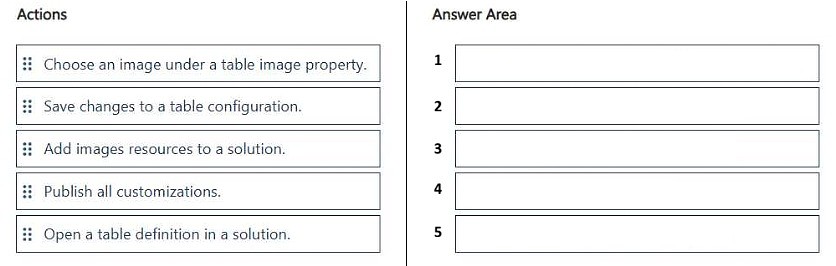 Actions
Answer Area
Choose an image under a table image property.
1
Save changes to a table configuration.
2
Add images resources to a solution.
3
Publish all customizations.
4
Open a table definition in a solution.
5